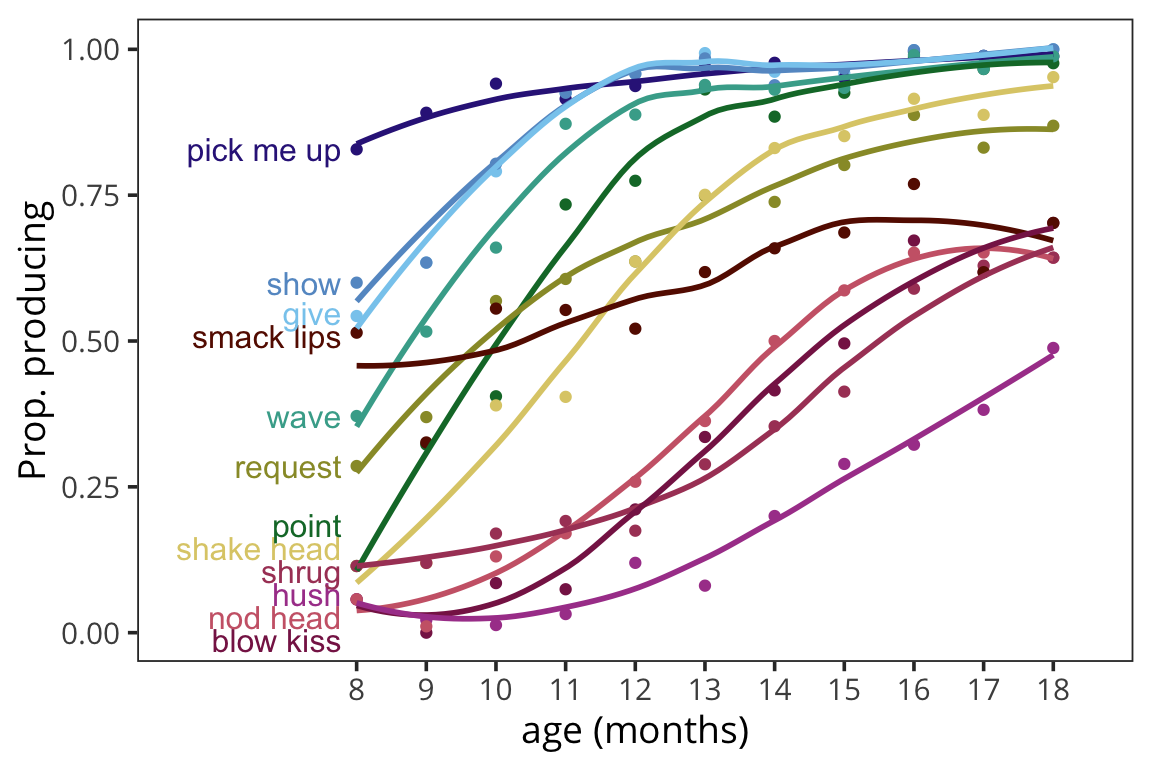 1.00
0.75
0.50
0.25
0.00
Prop. producing
pick me up
show
give
smack lips
wave
request
point
shake head
shrug
hush
nod head
blow kiss
8 9 10 11 12 13 14 15 16 17 18
age (months)